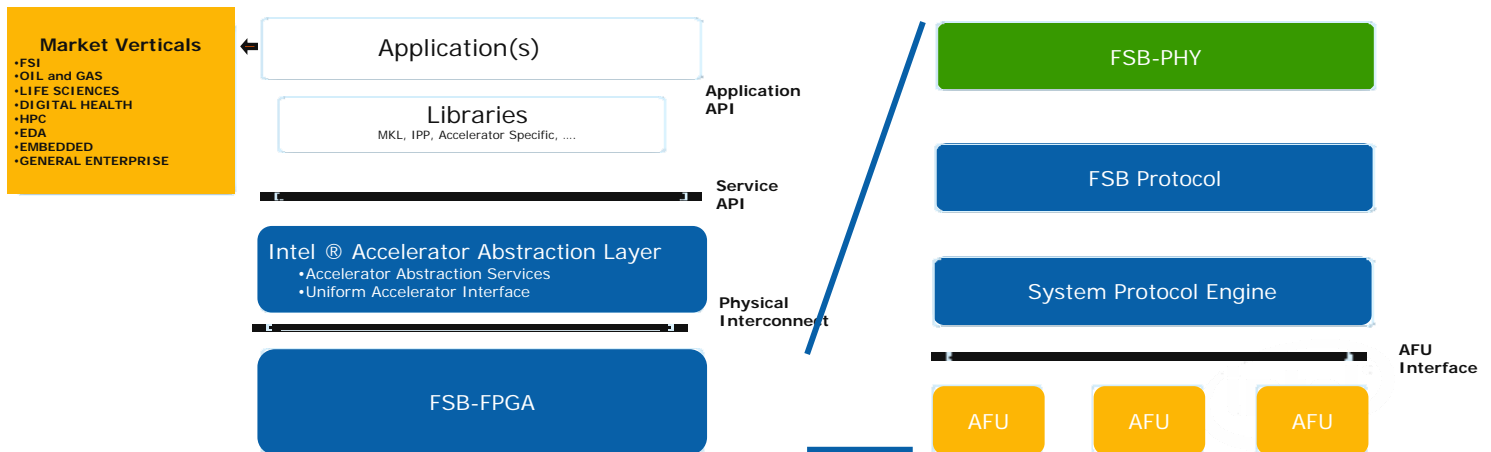 Market Verticals
•FSI
•OIL and GAS
•LIFE SCIENCES
•DIGITAL HEALTH
•HPC
•EDA
•EMBEDDED
•GENERAL ENTERPRISE
Application(s)
Application
API
Libraries
MKL, IPP, Accelerator Specific, ....
Service
API
Intel ® Accelerator Abstraction Layer
•Accelerator Abstraction Services
•Uniform Accelerator Interface
Physical
Interconnect
FSB-FPGA
FSB-PHY
FSB Protocol
System Protocol Engine
AFU
Interface
AFU
AFU
AFU